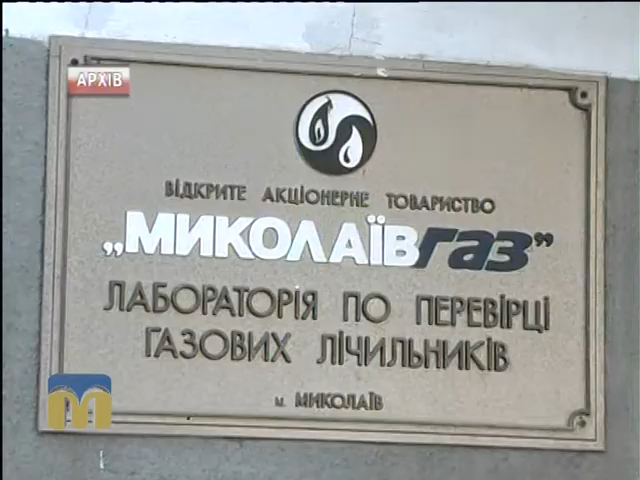 АРХІВ
ВІДКРИТЕ АКЦІОНЕРНЕ ТОВАРИСТВО
„МИКОЛАЇВГАЗ”
ЛАБОРАТОРІЯ ПО ПЕРЕВІРЦІ
ГАЗОВИХ ЛІЧИЛЬНИКІВ
м. МИКОЛАЇВ
М